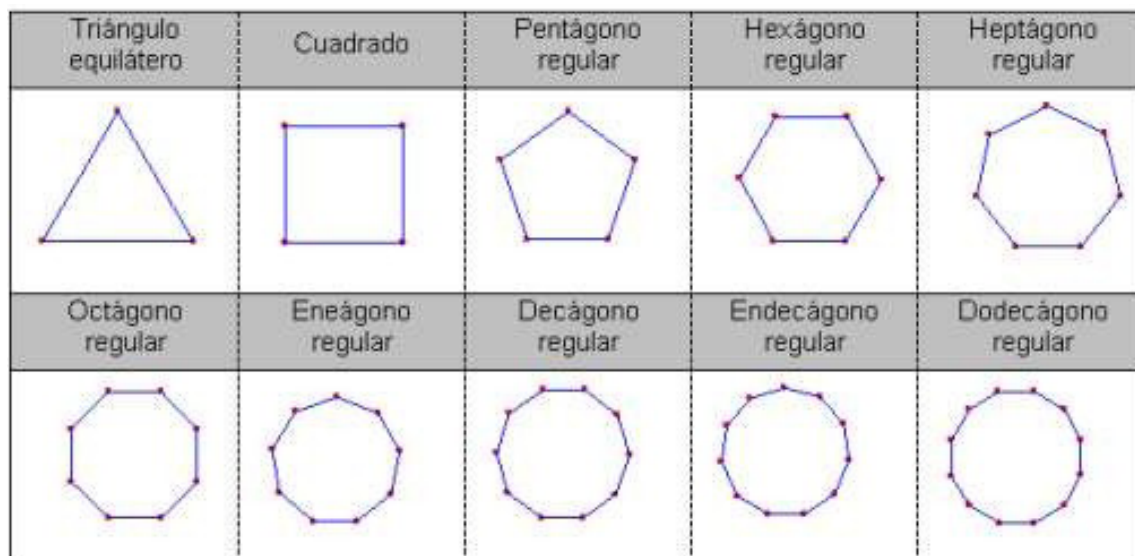 Triángulo
equilátero
Cuadrado
Pentágono
regular
Hexágono
regular
Heptágono
regular
Octágono
regular
Eneágono
regular
Decágono
regular
Endecágono
regular
Dodecágono
regular